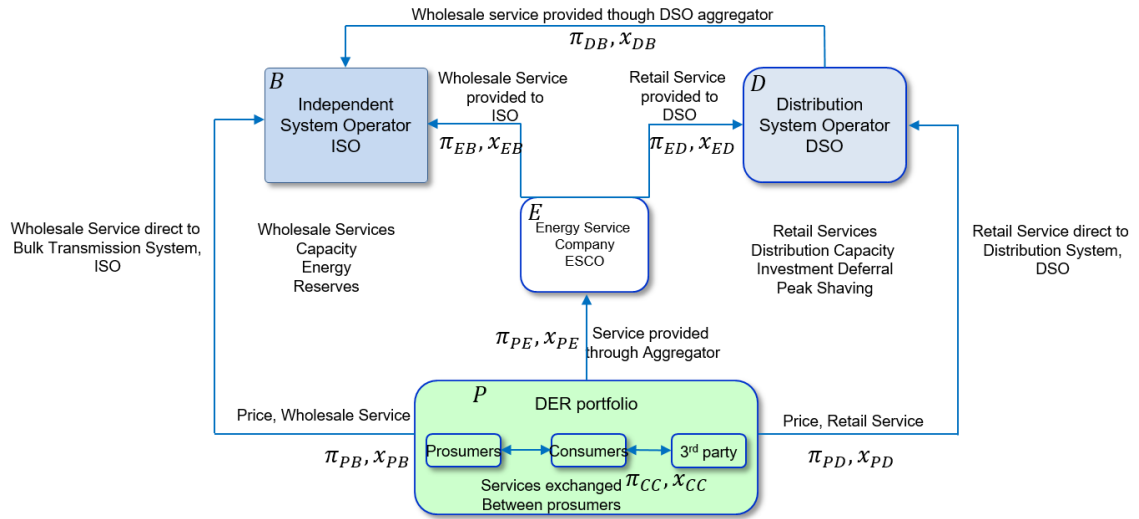 Wholesale service provided though DSO aggregator
π_DB, x_DB
B
Independent
System Operator
ISO
Wholesale Service
provided to
ISO
π_EB, x_EB
Retail Service
provided to
DSO
π_ED, x_ED
D
Distribution
System Operator
DSO
E
Energy Service
Company
ESCO
Wholesale Service direct to
Bulk Transmission System,
ISO
Wholesale Services
Capacity
Energy
Reserves
Retail Services
Distribution Capacity
Investment Deferral
Peak Shaving
Retail Service direct to
Distribution System,
DSO
π_PE, x_PE
Service provided
through Aggregator
P
DER portfolio
Price, Wholesale Service
π_PB, x_PB
Prosumers
Consumers
3rd party
Services exchanged
Between prosumers
π_CC, x_CC
Price, Retail Service
π_PD, x_PD